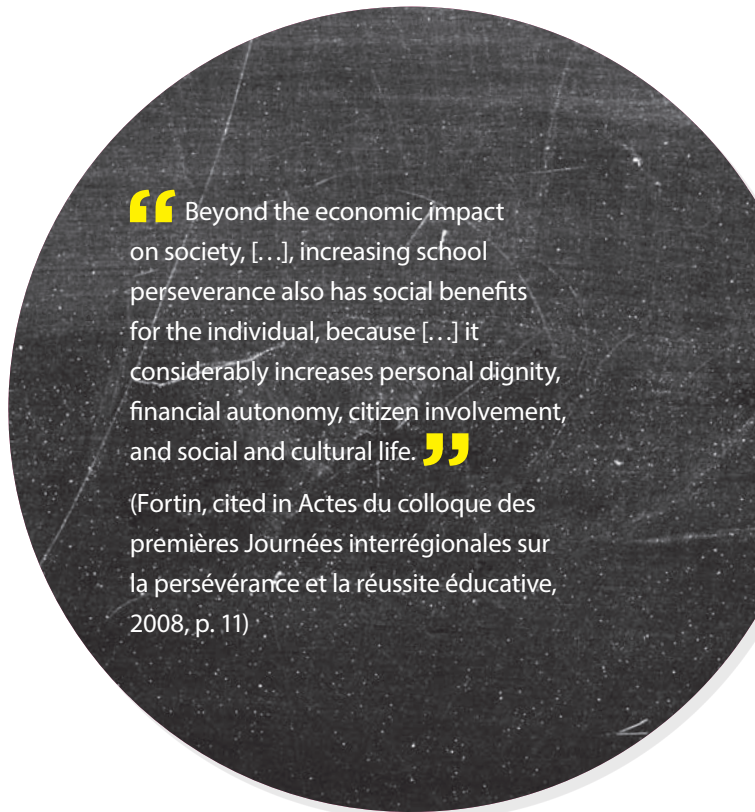 “ Beyond the economic impact
on society, […], increasing school
perseverance also has social benefits
for the individual, because […] it
considerably increases personal dignity,
financial autonomy, citizen involvement,
and social and cultural life. ”
(Fortin, cited in Actes du colloque des
premières Journées interrégionales sur
la persévérance et la réussite éducative,
2008, p. 11)